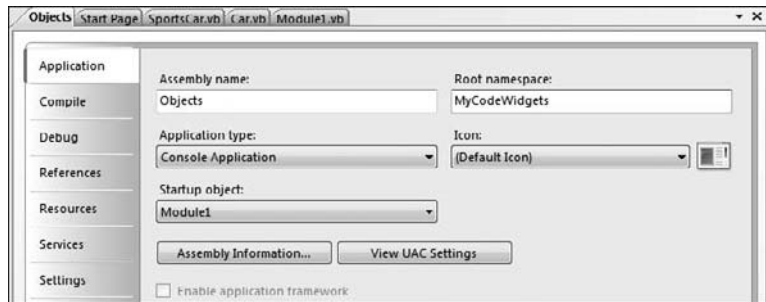 Objects Start Page SportsCar.vb Car.vb Module1.vb
Application
Compile
Debug
References
Resources
Services
Settings
Assembly name:
Root namespace:
Objects
MyCodeWidgets
Application type:
Icon:
Console Application
(Default Icon)
Startup object:
Module1
Assembly Information...
View UAC Settings
Enable application framework